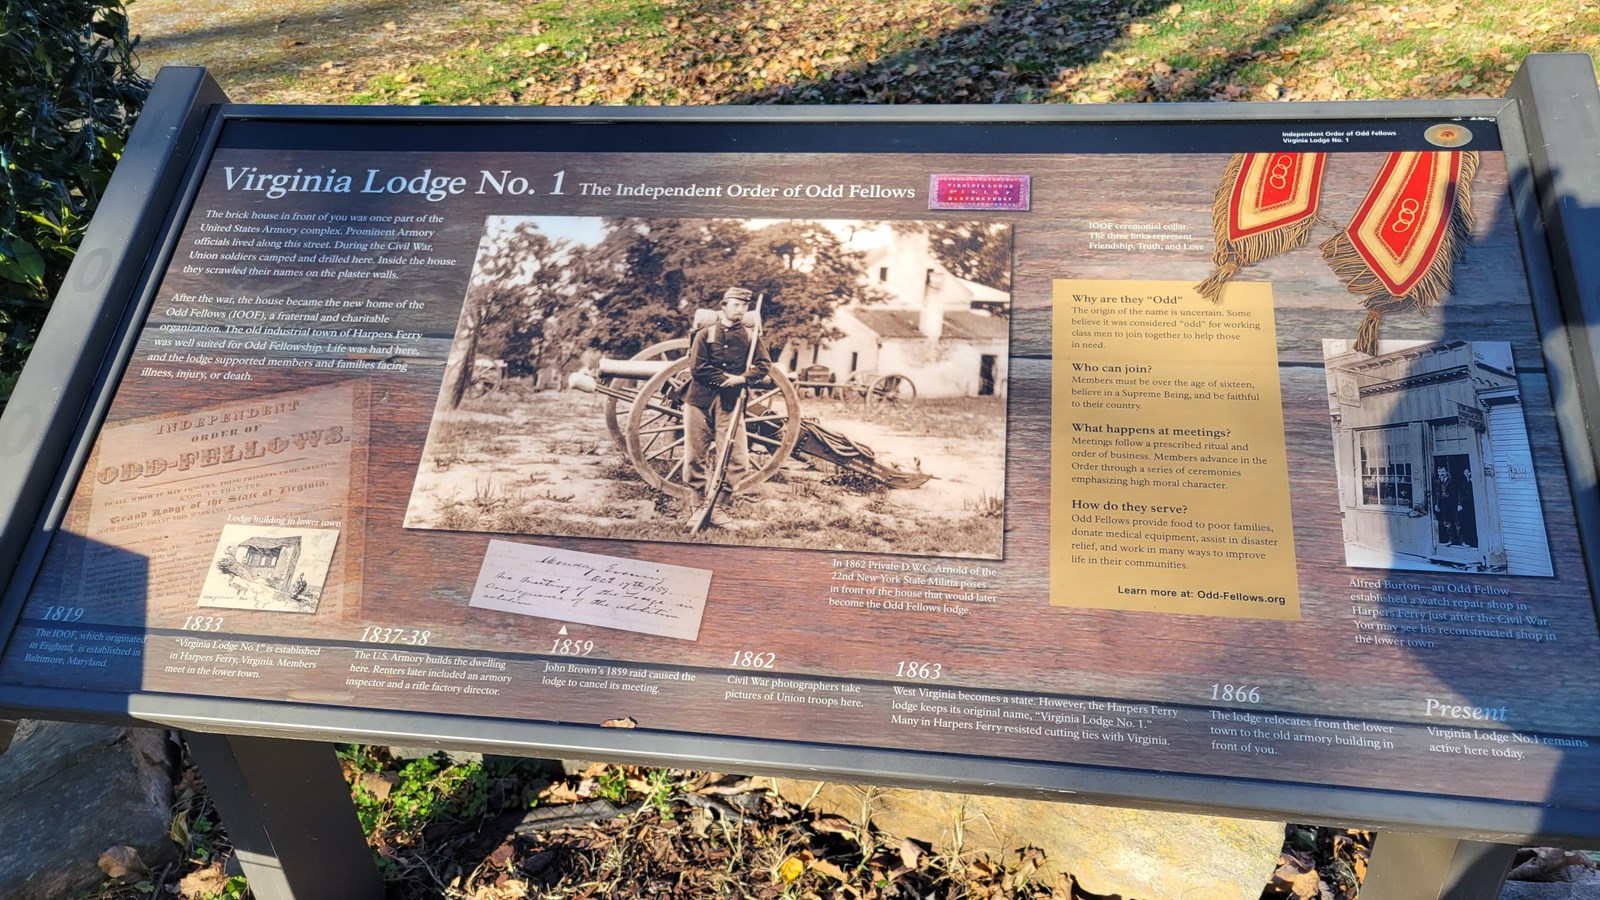 Independent Order of Odd Fellows
Virginia Lodge No. 1
Virginia Lodge No. 1 The Independent Order of Odd Fellows
VIRGINIA LODGE
HARPERS FERRY
The brick house in front of you was once part of the
United States Armory complex. Prominent Armory
officials lived along this street. During the Civil War,
Union soldiers camped and drilled here. Inside the house
they scrawled their names on the plaster walls.
After the war, the house became the new home of the
Odd Fellows (IOOF), a fraternal and charitable
organization. The old industrial town of Harpers Ferry
was well suited for Odd Fellowship. Life was hard here,
and the lodge supported members and families facing
illness, injury, or death.
IOOF ceremonial collar.
The three links represent
Friendship, Truth, and Love
Why are they “Odd”
The origin of the name is uncertain. Some
believe it was considered “odd” for working
class men to join together to help those
in need.
Who can join?
Members must be over the age of sixteen,
believe in a Supreme Being, and be faithful
to their country.
What happens at meetings?
Meetings follow a prescribed ritual and
order of business. Members advance in the
Order through a series of ceremonies
emphasizing high moral character.
How do they serve?
Odd Fellows provide food to poor families,
donate medical equipment, assist in disaster
relief, and work in many ways to improve
life in their communities.
Learn more at: Odd-Fellows.org
INDEPENDENT
ORDER OF
ODD-FELLOWS.
Grand Lodge of the State of Virginia,
Lodge building in lower town
Monday Evening
Oct 17th 1859
No meeting of the Lodge in
consequence of the
In 1862 Private D.W.C. Arnold of the
22nd New York State Militia poses
in front of the house that would later
become the Odd Fellows lodge.
Alfred Burton—an Odd Fellow—
established a watch repair shop in
Harpers Ferry just after the Civil War.
You may see his reconstructed shop in
the lower town.
1819
The IOOF, which originated
in England, is established in
Baltimore, Maryland.
1833
“Virginia Lodge No.1” is established
in Harpers Ferry, Virginia. Members
meet in the lower town.
1837-38
The U.S. Armory builds the dwelling
here. Renters later included an armory
inspector and a rifle factory director.
1859
John Brown’s 1859 raid caused the
lodge to cancel its meeting.
1862
Civil War photographers take
pictures of Union troops here.
1863
West Virginia becomes a state. However, the Harpers Ferry
lodge keeps its original name, “Virginia Lodge No. 1.”
Many in Harpers Ferry resisted cutting ties with Virginia.
1866
The lodge relocates from the lower
town to the old armory building in
front of you.
Present
Virginia Lodge No.1 remains
active here today.